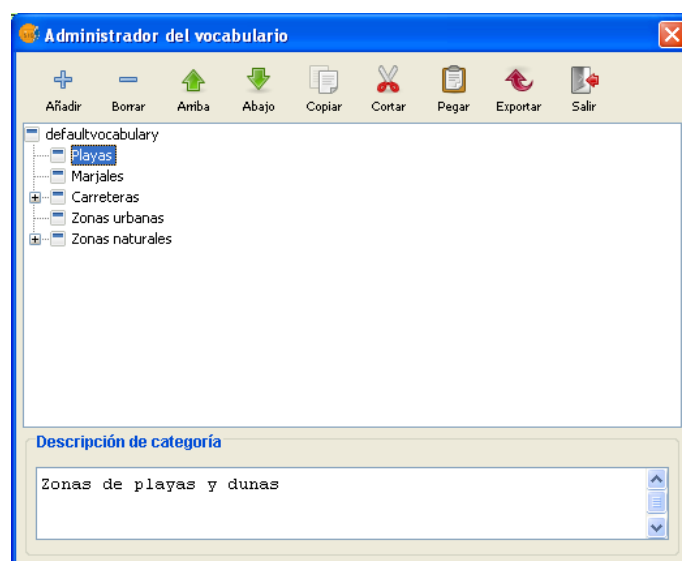 Administrador del vocabulario
Añadir Borrar Arriba Abajo Copiar Cortar Pegar Exportar Salir
defaultvocabulary
Playas
Marjales
Carreteras
Zonas urbanas
Zonas naturales
Descripción de categoría
Zonas de playas y dunas